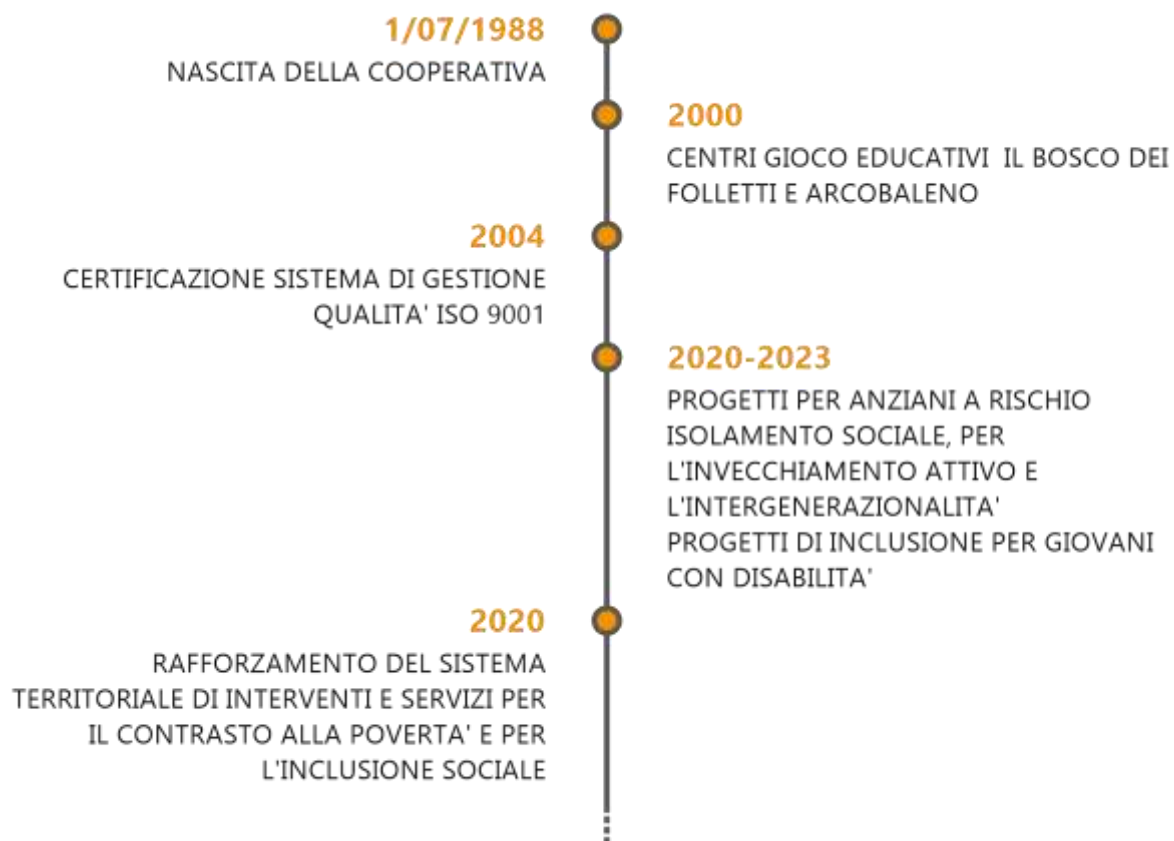 1/07/1988
NASCITA DELLA COOPERATIVA
2000
CENTRI GIOCO EDUCATIVI IL BOSCO DEI
FOLLETTI E ARCOBALENO
2004
CERTIFICAZIONE SISTEMA DI GESTIONE
QUALITA' ISO 9001
2020-2023
PROGETTI PER ANZIANI A RISCHIO
ISOLAMENTO SOCIALE, PER
L'INVECCHIAMENTO ATTIVO E
L'INTERGENERAZIONALITA'
PROGETTI DI INCLUSIONE PER GIOVANI
CON DISABILITA'
2020
RAFFORZAMENTO DEL SISTEMA
TERRITORIALE DI INTERVENTI E SERVIZI PER
IL CONTRASTO ALLA POVERTA' E PER
L'INCLUSIONE SOCIALE